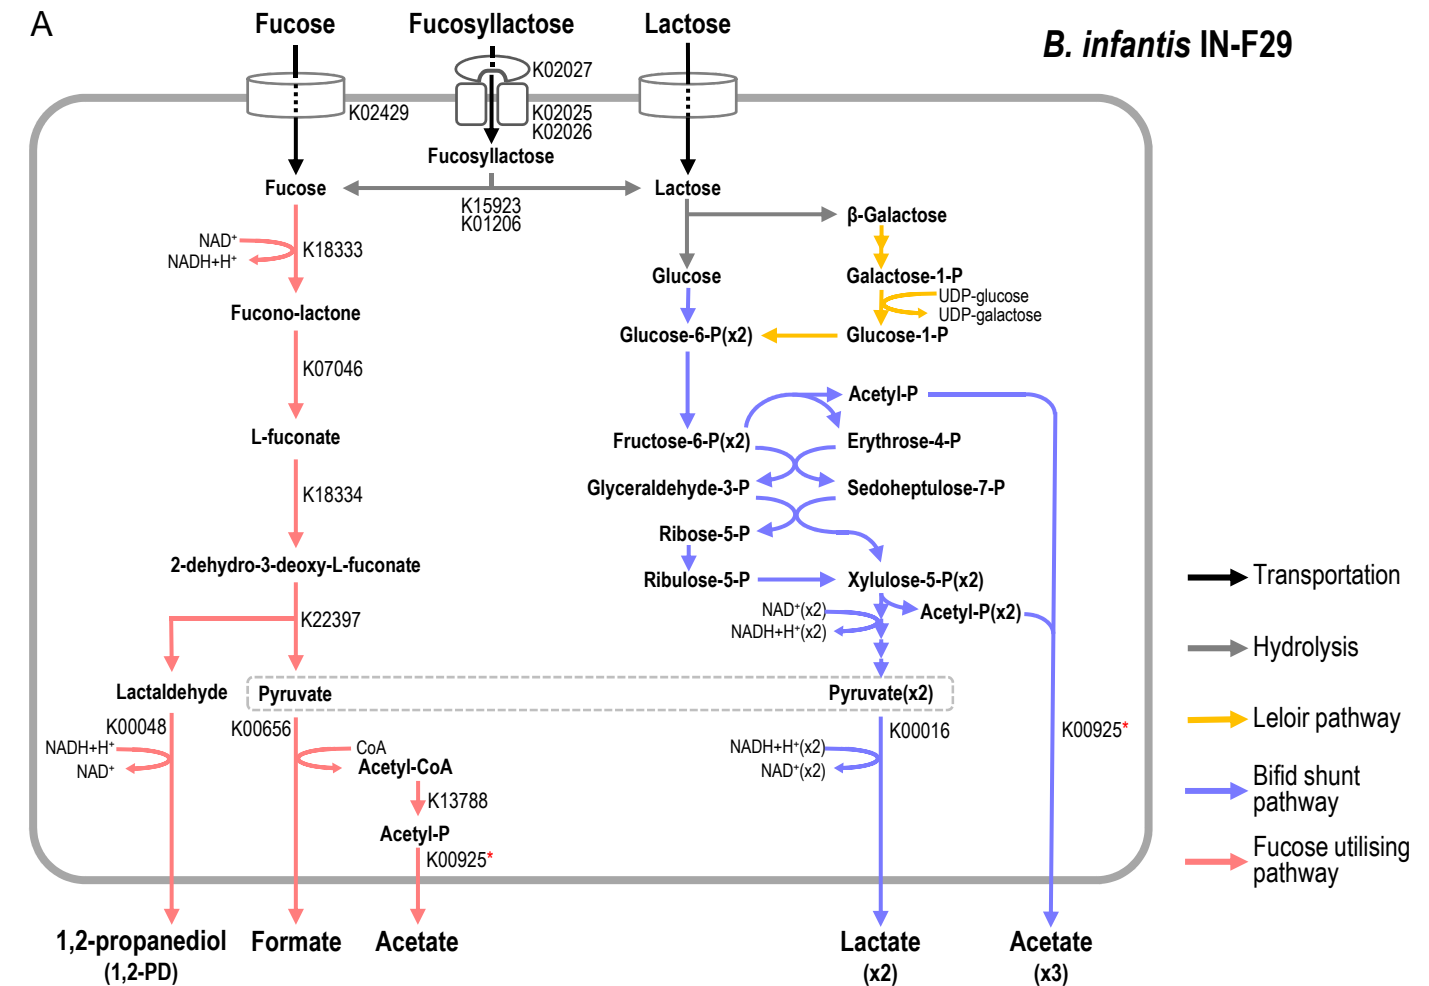 A
Fucose
Fucosyllactose
Lactose
B. infantis IN-F29
K02027
K02429
K02025
K02026
Fucosyllactose
Fucose
Lactose
K15923
K01206
β-Galactose
NAD⁺
NADH+H⁺
K18333
Glucose
Galactose-1-P
UDP-glucose
UDP-galactose
Fucono-lactone
Glucose-6-P(x2)
Glucose-1-P
K07046
Acetyl-P
L-fuconate
Fructose-6-P(x2)
Erythrose-4-P
K18334
Glyceraldehyde-3-P
Sedoheptulose-7-P
Ribose-5-P
2-dehydro-3-deoxy-L-fuconate
Ribulose-5-P
Xylulose-5-P(x2)
K22397
NAD⁺(x2)
NADH+H⁺(x2)
Acetyl-P(x2)
Lactaldehyde
Pyruvate
Pyruvate(x2)
K00048
K00656
K00016
K00925*
NADH+H⁺
NAD⁺
CoA
Acetyl-CoA
NADH+H⁺(x2)
NAD⁺(x2)
K13788
Acetyl-P
K00925*
1,2-propanediol
(1,2-PD)
Formate
Acetate
Lactate
(x2)
Acetate
(x3)
Transportation
Hydrolysis
Leloir pathway
Bifid shunt
pathway
Fucose utilising
pathway